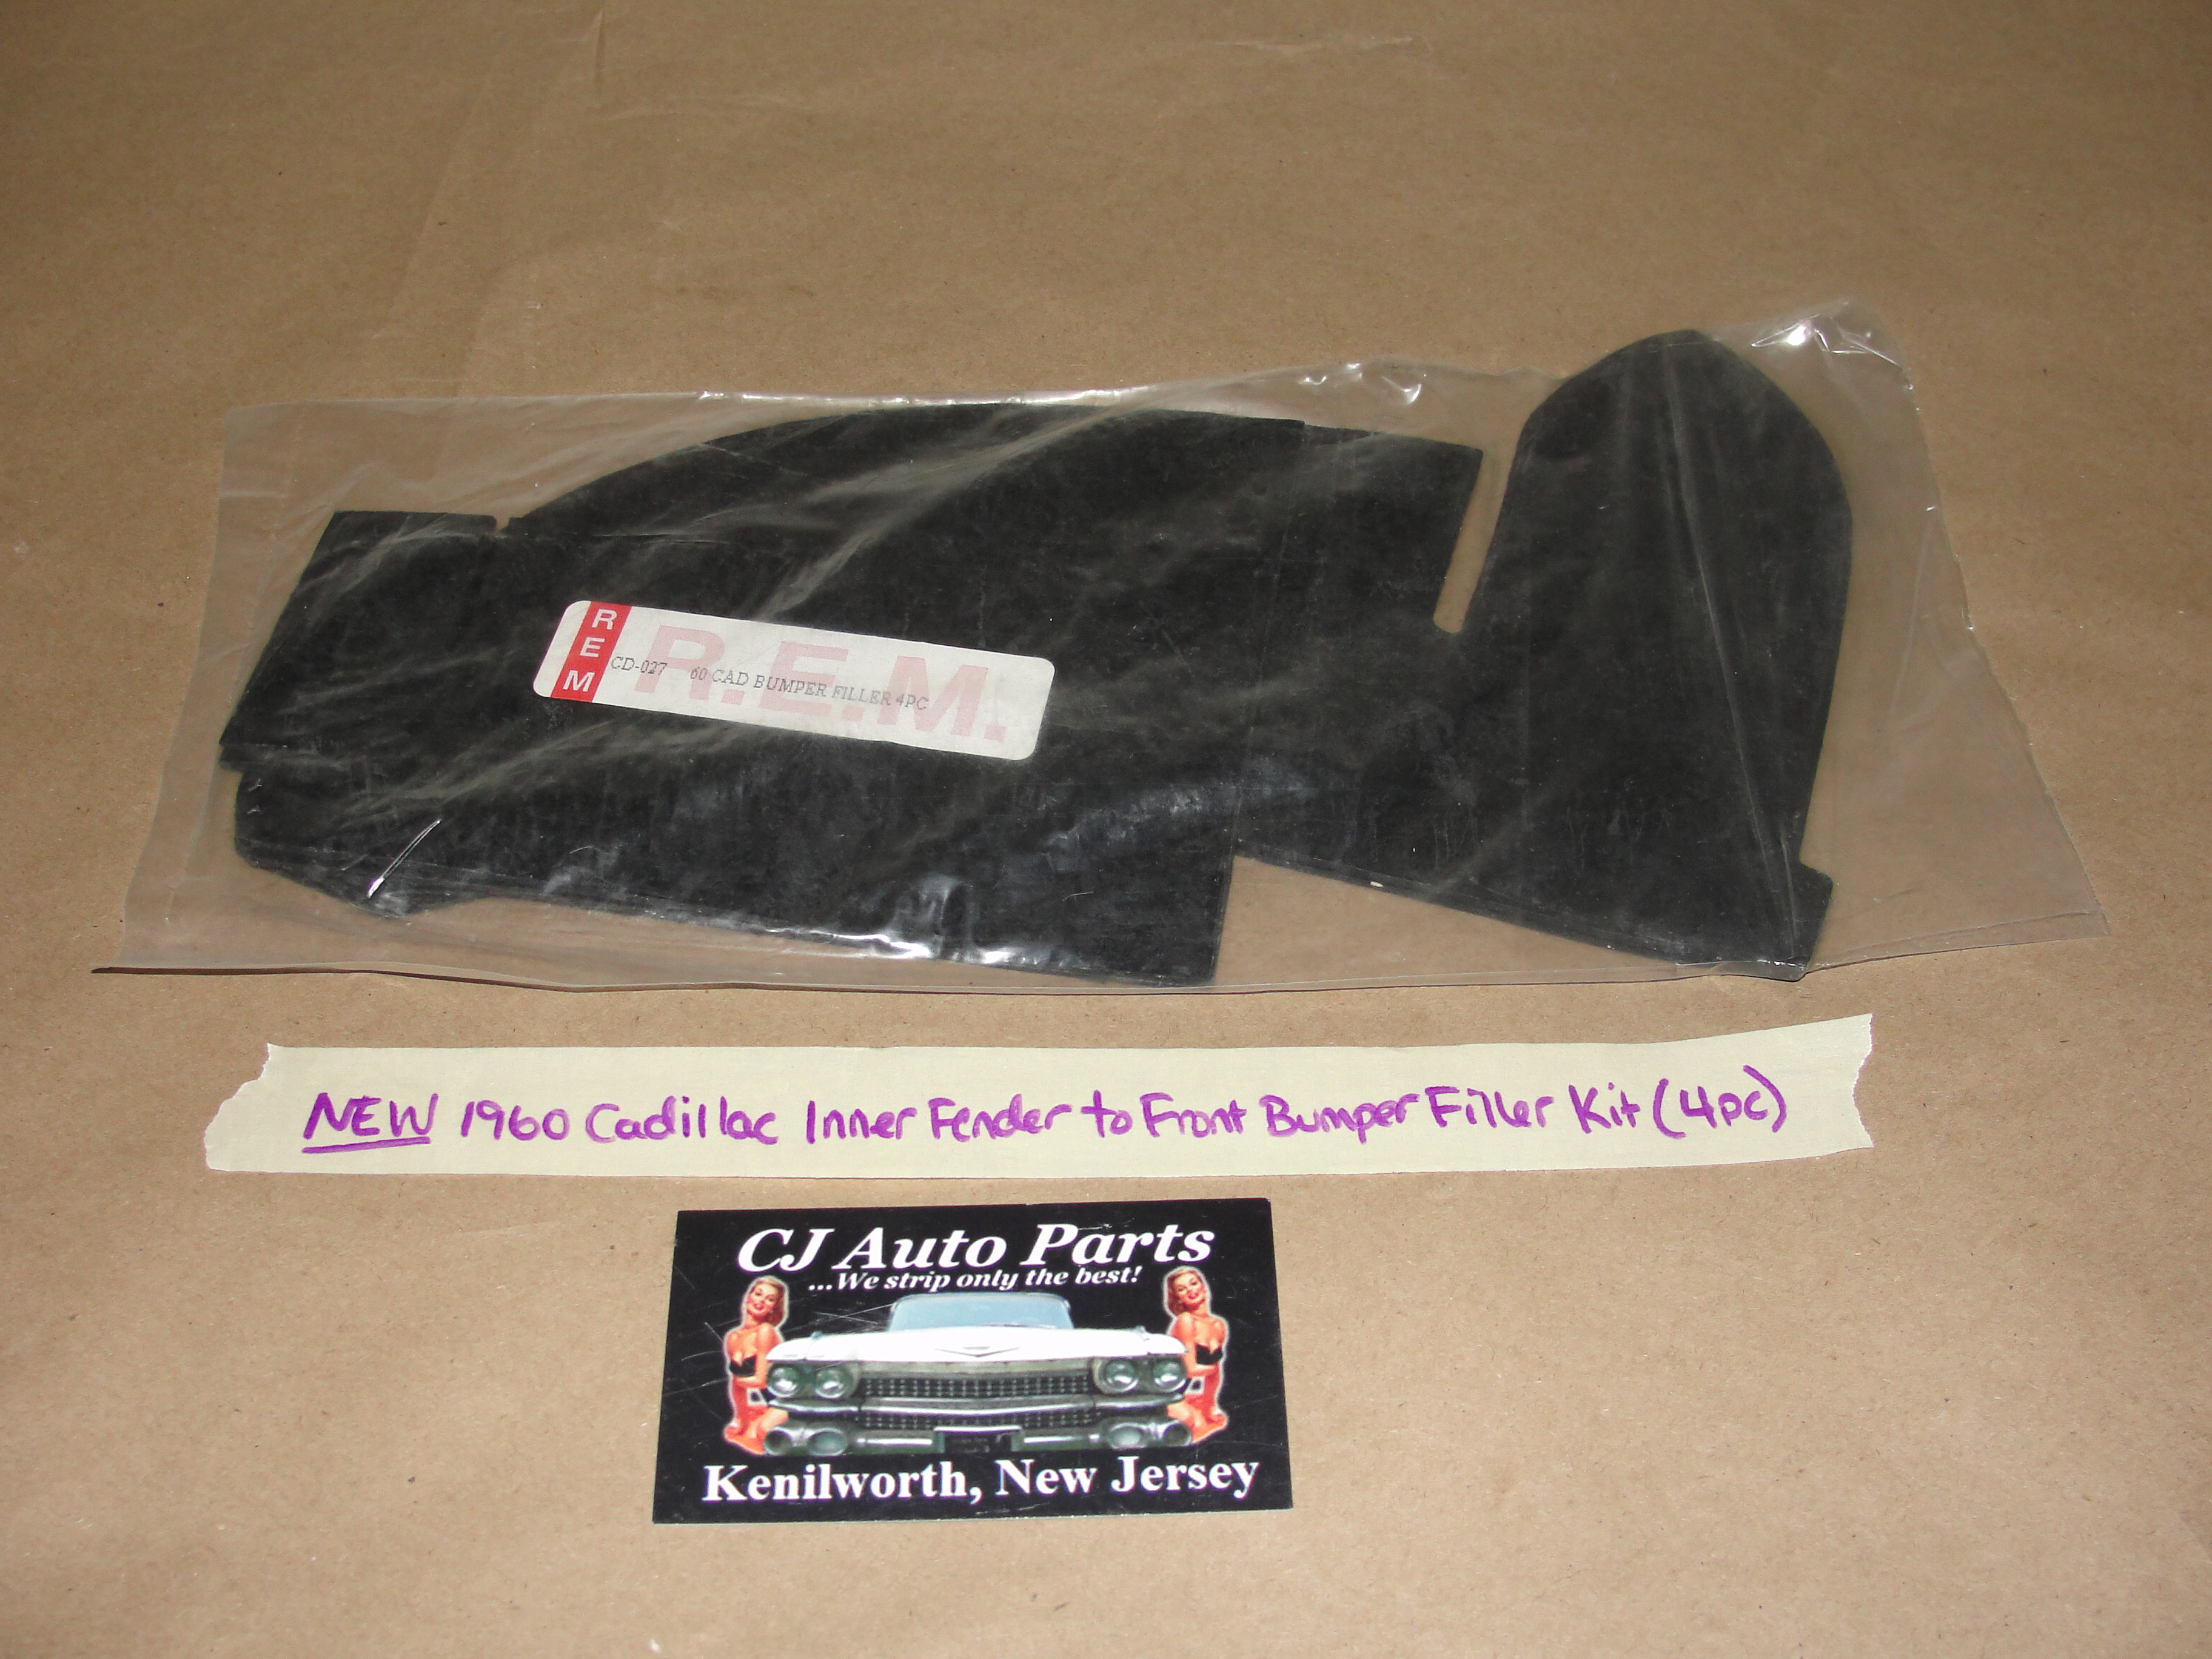 REM
R.E.M.
CD-027 60 CAD BUMPER FILLER 4PC
NEW 1960 Cadillac Inner Fender to Front Bumper Filler Kit (4pc)
CJ Auto Parts
...We strip only the best!
Kenilworth, New Jersey